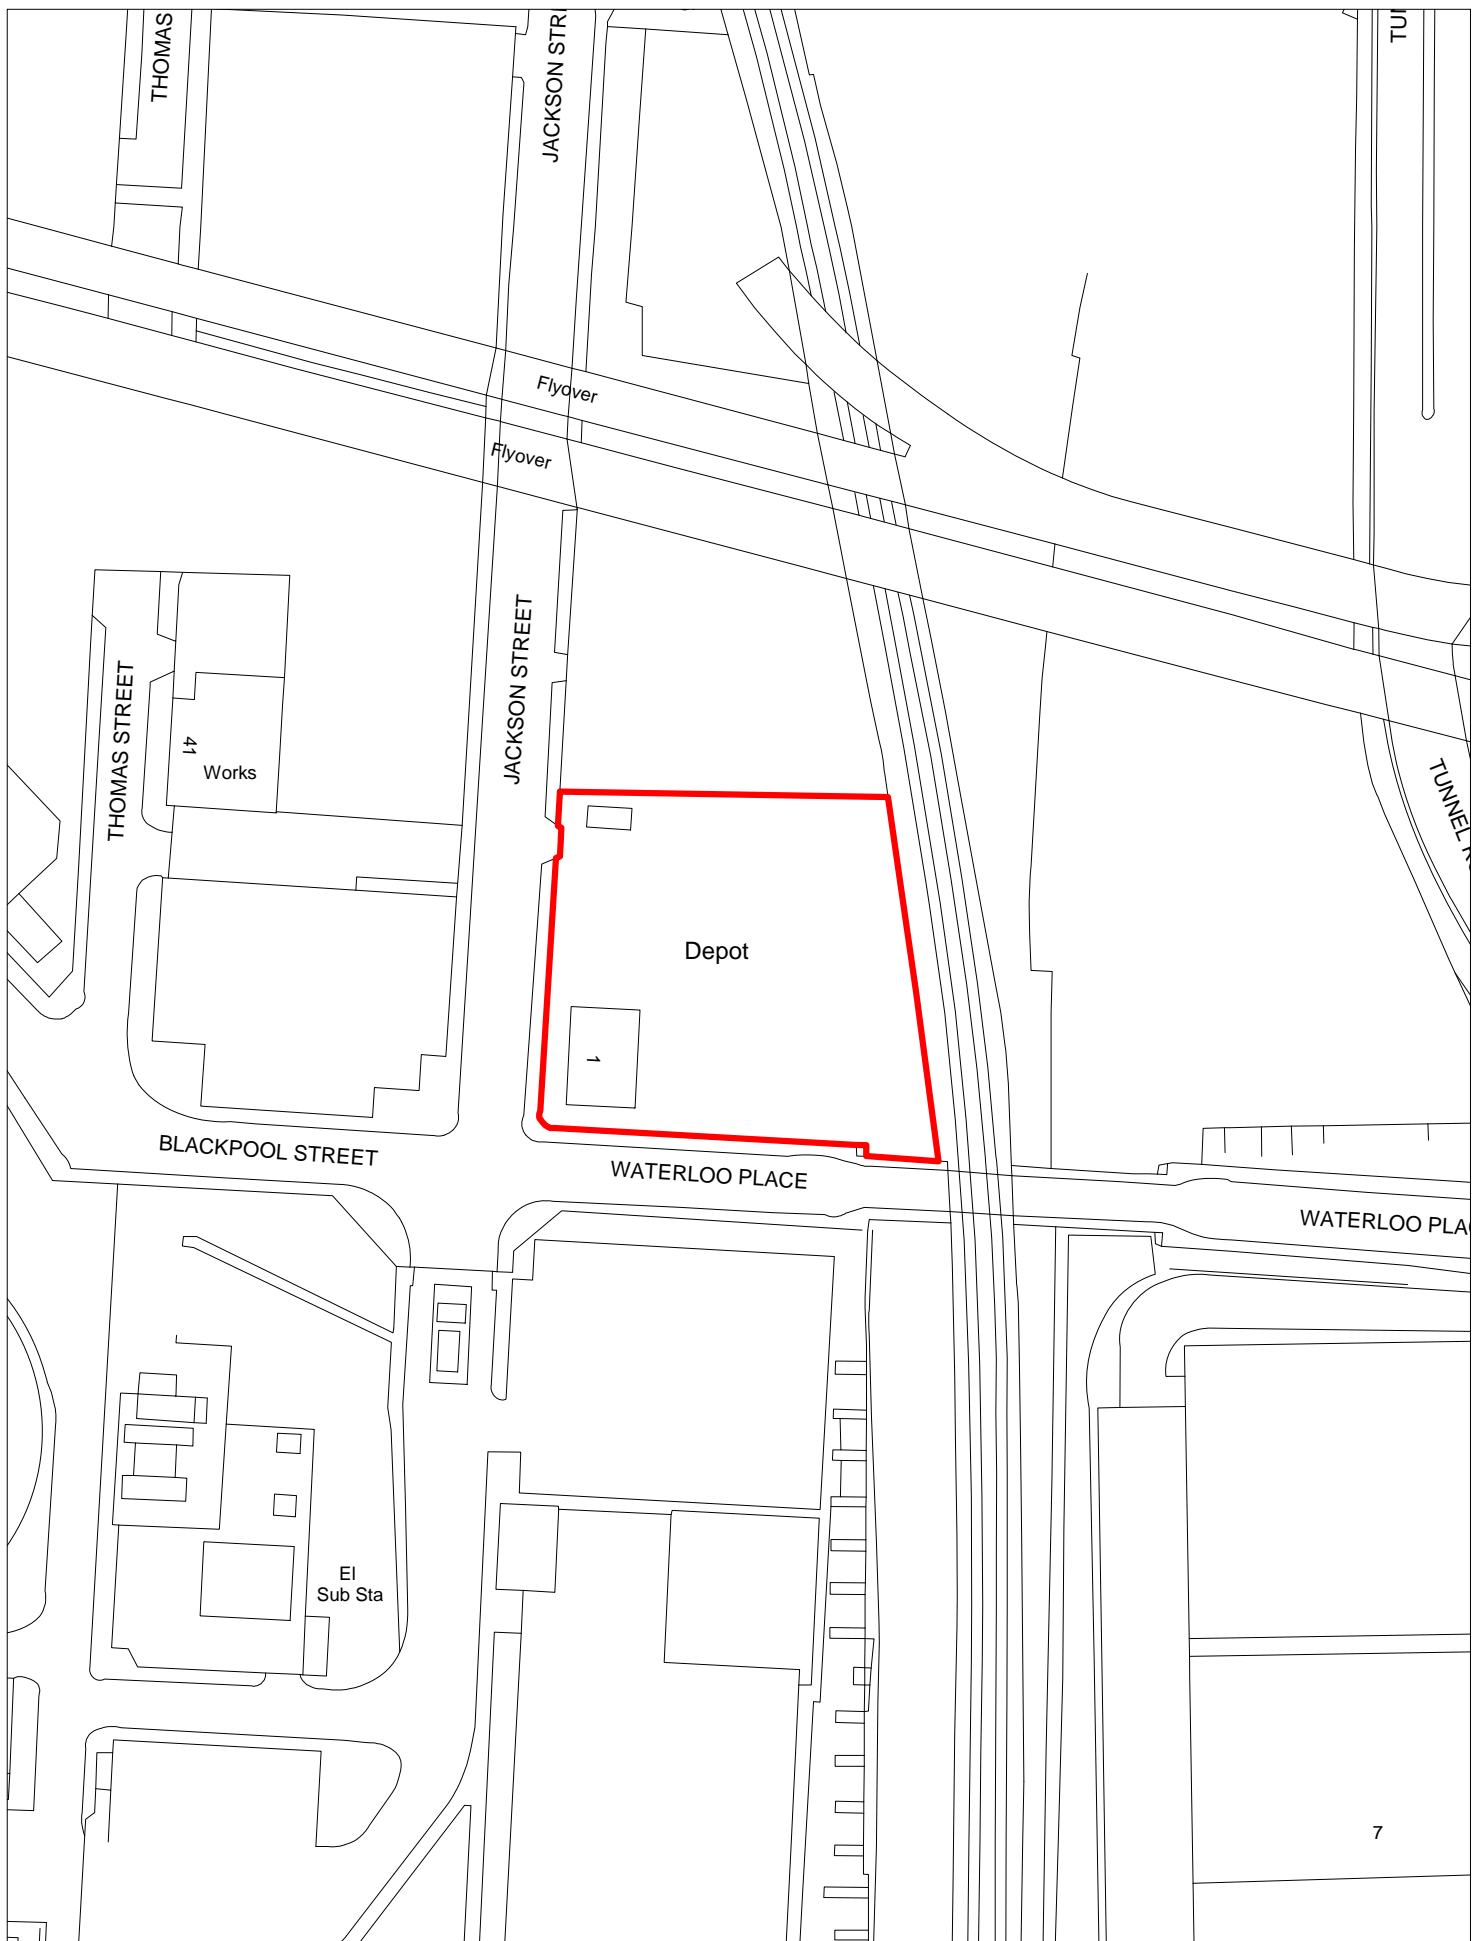 THOMAS
JACKSON STR
TU
Flyover
Flyover
JACKSON STREET
THOMAS STREET
41
Works
TUNNEL R
Depot
1
BLACKPOOL STREET
WATERLOO PLACE
WATERLOO PLA
El
Sub Sta
7